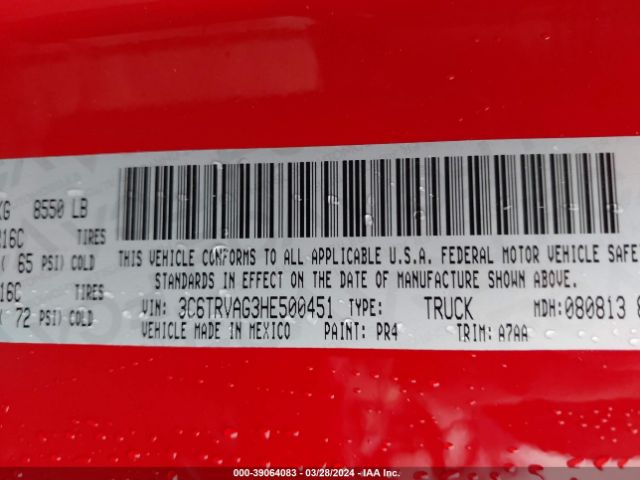 KG 8550 LB
R16C TIRES
( 65 PSI) COLD
16C TIRES
72 PSI) COLD
THIS VEHICLE CONFORMS TO ALL APPLICABLE U.S.A. FEDERAL MOTOR VEHICLE SAFE
STANDARDS IN EFFECT ON THE DATE OF MANUFACTURE SHOWN ABOVE.
VIN: 3C6TRVAG3HE500451 TYPE: TRUCK MDH:080813 8
VEHICLE MADE IN MEXICO PAINT: PR4 TRIM: A7AA
000-39064083 - 03/28/2024 - IAA Inc.